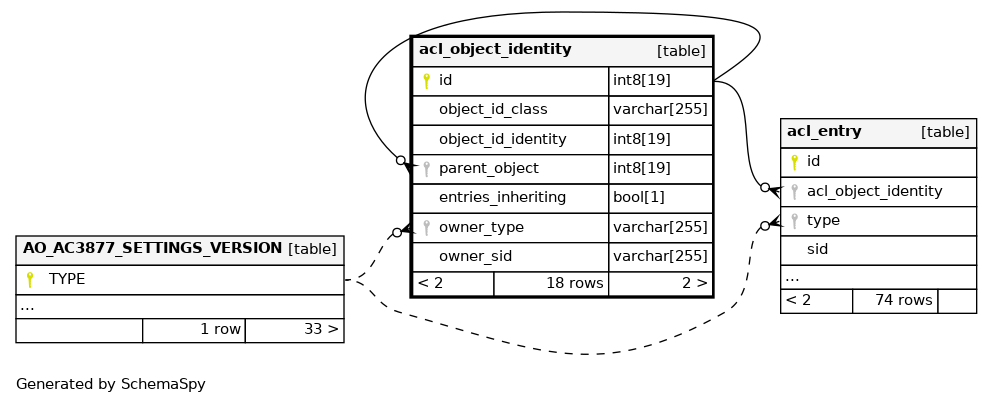 acl_object_identity [table]
id int8[19]
object_id_class varchar[255]
object_id_identity int8[19]
parent_object int8[19]
entries_inheriting bool[1]
owner_type varchar[255]
owner_sid varchar[255]
< 2 18 rows 2 >
acl_entry [table]
id
acl_object_identity
type
sid
...
< 2 74 rows
AO_AC3877_SETTINGS_VERSION [table]
TYPE
...
1 row 33 >
Generated by SchemaSpy